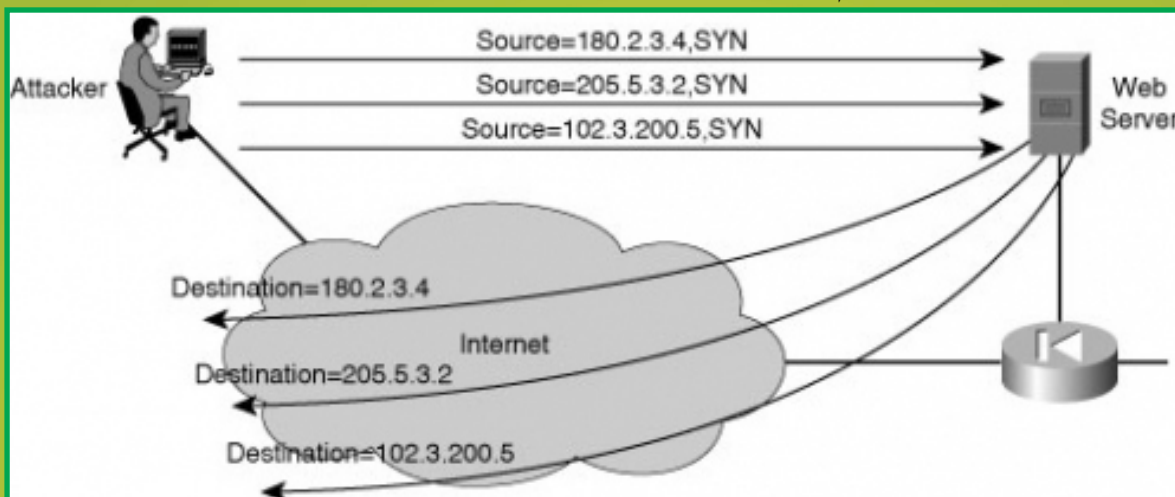 Source=180.2.3.4,SYN
Attacker
Source=205.5.3.2,SYN
Web
Server
Source=102.3.200.5,SYN
Destination=180.2.3.4
Internet
Destination=205.5.3.2
Destination=102.3.200.5